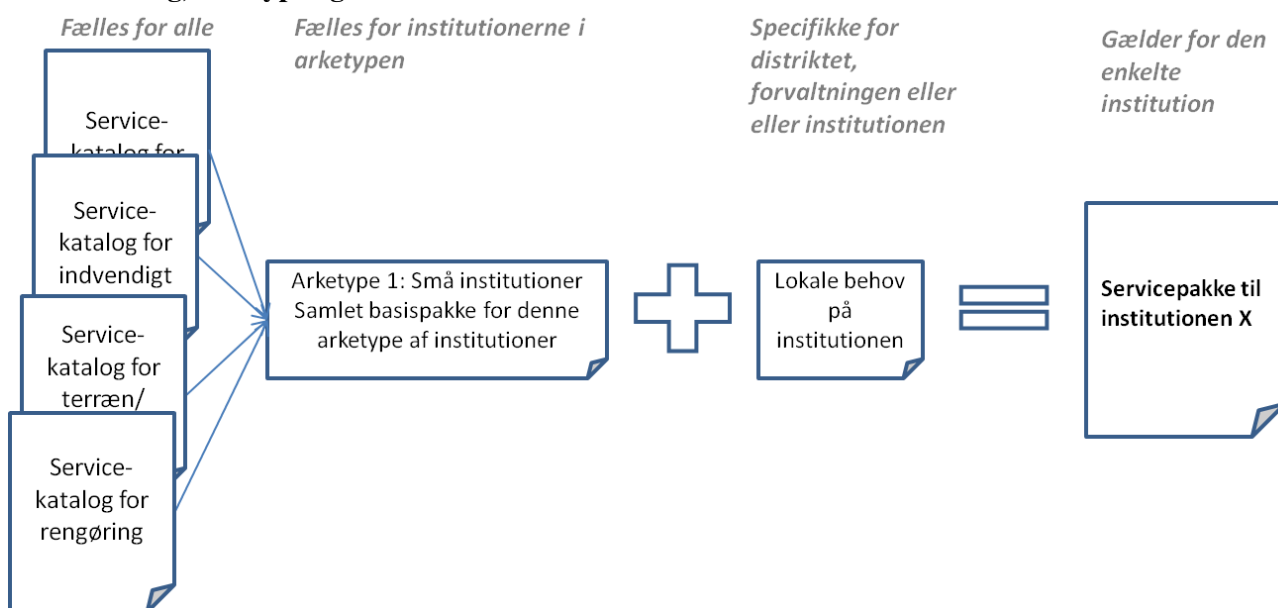 Fælles for alle
Fælles for institutionerne i
arketypen
Specifikke for
distriktet,
forvaltningen eller
eller institutionen
Gælder for den
enkelte
institution
Service-
katalog for
Service-
katalog for
indvendigt
Service-
katalog for
terræn/
Service-
katalog for
rengøring
Arketype 1: Små institutioner
Samlet basispakke for denne
arketype af institutioner
Lokale behov
på
institutionen
Servicepakke til
institutionen X